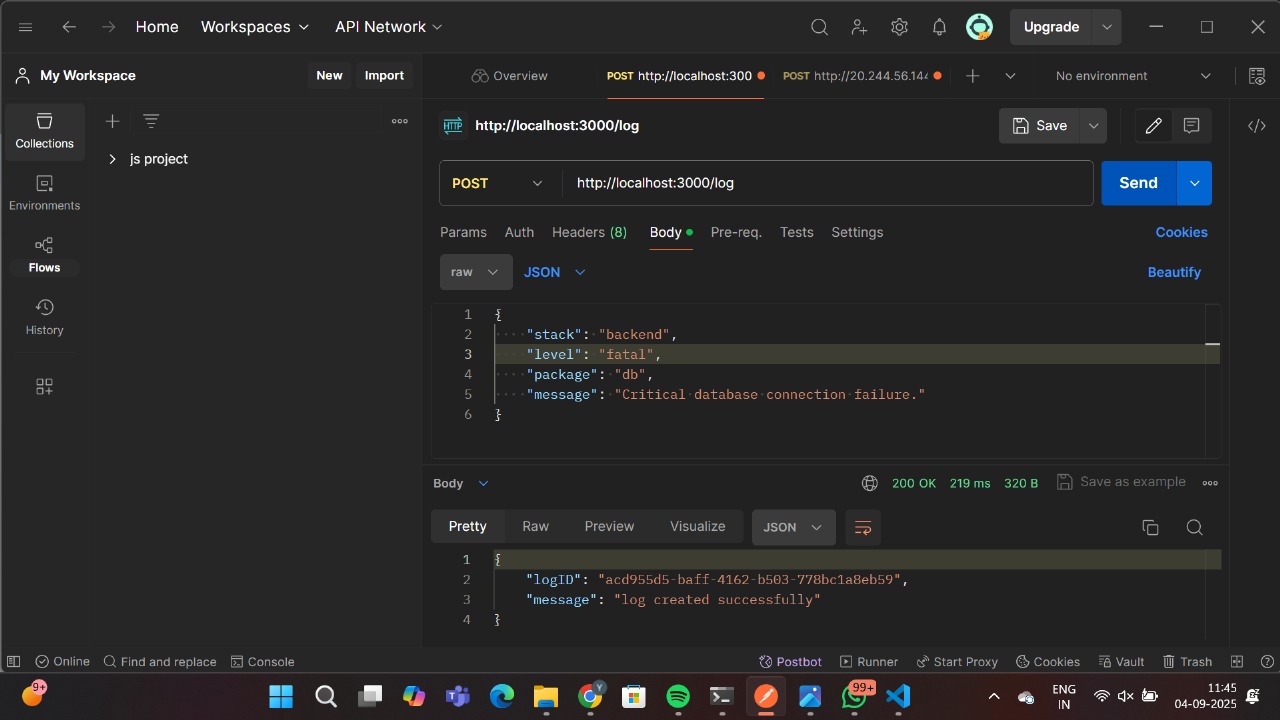 Home Workspaces API Network Upgrade
My Workspace New Import Overview POST http://localhost:300 POST http://20.244.56.144 No environment
Collections
js project
Environments
Flows
History
HTTP http://localhost:3000/log Save
POST http://localhost:3000/log Send
Params Auth Headers (8) Body Pre-req. Tests Settings Cookies
raw JSON Beautify
1 {
2 "stack": "backend",
3 "level": "fatal",
4 "package": "db",
5 "message": "Critical database connection failure."
6 }
Body 200 OK 219 ms 320 B Save as example
Pretty Raw Preview Visualize JSON
1 {
2 "logID": "acd955d5-baff-4162-b503-778bc1a8eb59",
3 "message": "log created successfully"
4 }
Online Find and replace Console Postbot Runner Start Proxy Cookies Vault Trash
9+ 99+ ENG 11:45
IN 04-09-2025